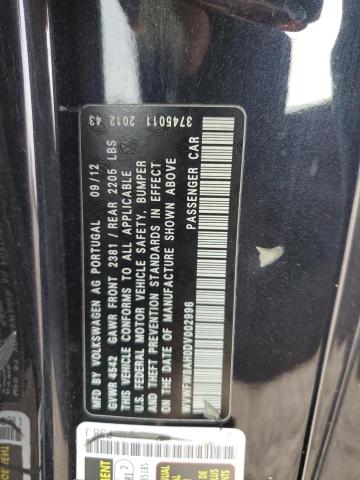 3745011 2012 43
MFD. BY VOLKSWAGEN AG PORTUGAL 09/12
GVWR 4542 GAWR FRONT 2381 / REAR 2205 LBS
THIS VEHICLE CONFORMS TO ALL APPLICABLE
U.S. FEDERAL MOTOR VEHICLE SAFETY, BUMPER
AND THEFT PREVENTION STANDARDS IN EFFECT
ON THE DATE OF MANUFACTURE SHOWN ABOVE
WVWFW8AH0DV002996 PASSENGER CAR